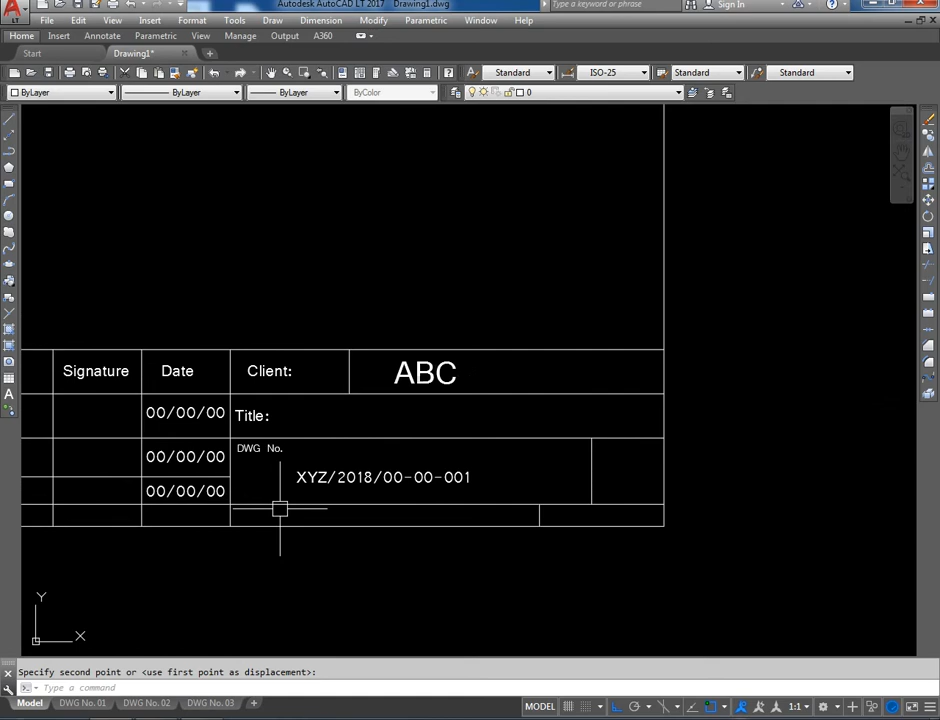 Autodesk AutoCAD LT 2017 Drawing1.dwg
Type a keyword or phrase
Sign In
LT
File Edit View Insert Format Tools Draw Dimension Modify Parametric Window Help
Home Insert Annotate Parametric View Manage Output A360
Start
Drawing1*
Standard
ISO-25
Standard
Standard
ByLayer
ByLayer
ByLayer
ByColor
0
Signature Date Client: ABC
00/00/00 Title:
00/00/00 DWG No.
XYZ/2018/00-00-001
00/00/00
Y
X
Specify second point or <use first point as displacement>:
Type a command
Model DWG No. 01 DWG No. 02 DWG No. 03 +
MODEL
1:1